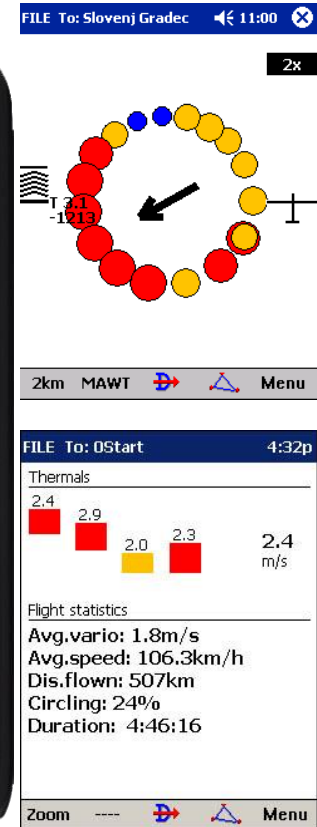 FILE To: Slovenj Gradec 11:00
2x
T 3.1
-1213
2km MAWT Menu
FILE To: 0Start 4:32p
Thermals
2.4
2.9
2.0
2.3
2.4
m/s
Flight statistics
Avg.vario: 1.8m/s
Avg.speed: 106.3km/h
Dis.flown: 507km
Circling: 24%
Duration: 4:46:16
Zoom ---- Menu